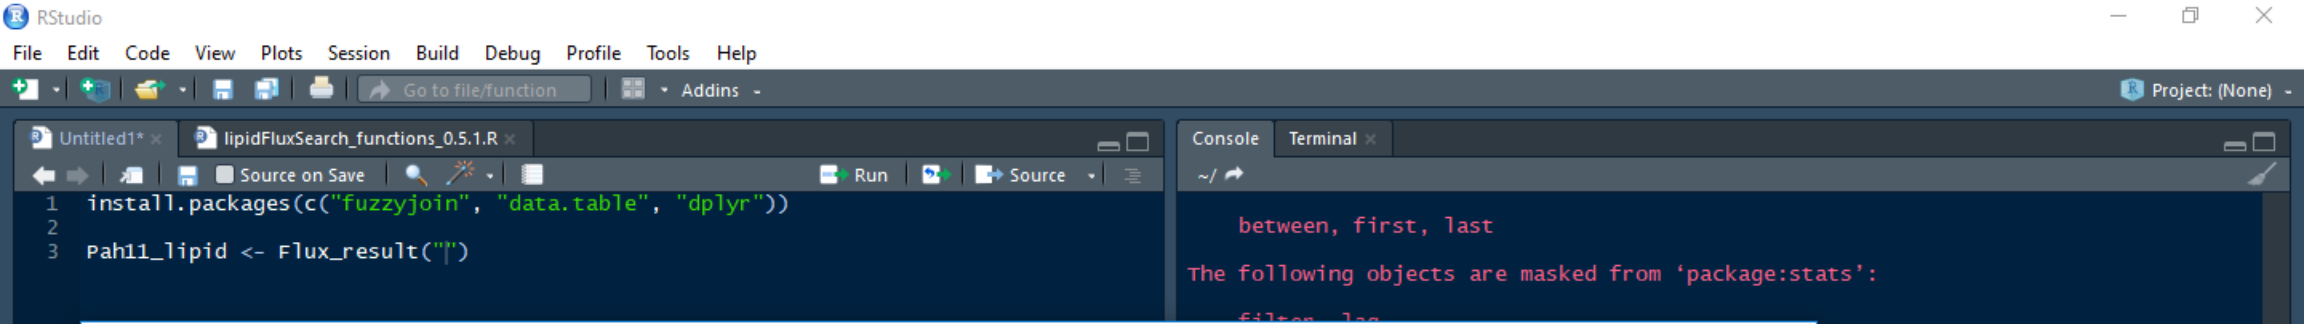 RStudio
File Edit Code View Plots Session Build Debug Profile Tools Help
Go to file/function Addins Project: (None)
Untitled1* lipidFluxSearch_functions_0.5.1.R
Source on Save Run Source
1 install.packages(c("fuzzyjoin", "data.table", "dplyr"))
2
3 Pah11_lipid <- Flux_result("")
Console Terminal
~/
between, first, last
The following objects are masked from ‘package:stats’:
filter, lag